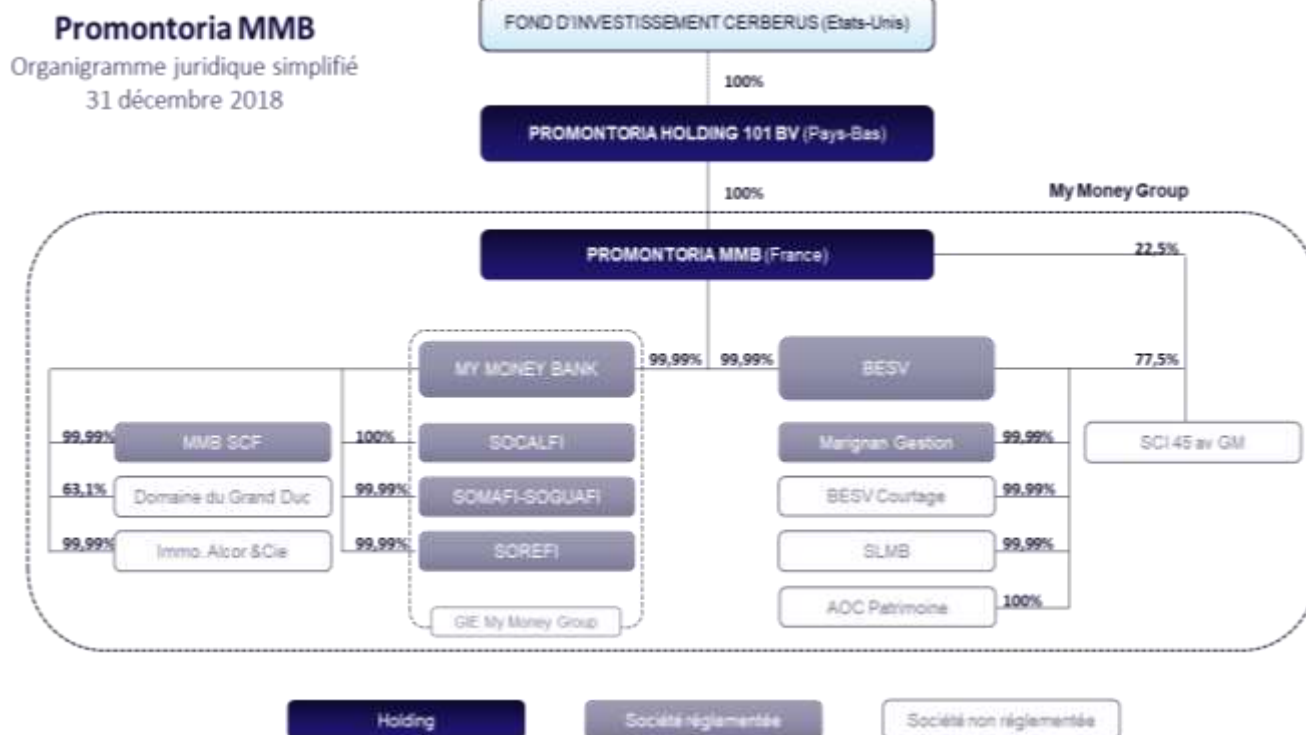 Promontoria MMB
Organigramme juridique simplifié
31 décembre 2018
FOND D'INVESTISSEMENT CERBERUS (Etats-Unis)
100%
PROMONTORIA HOLDING 101 BV (Pays-Bas)
100%
My Money Group
PROMONTORIA MMB (France)
22,5%
MY MONEY BANK
99,99%
99,99%
BESV
77,5%
99,99%
MMB SCF
100%
SOCALFI
Marignan Gestion
99,99%
SCI 45 av GM
63,1%
Domaine du Grand Duc
99,99%
SOMAFI-SOGUAFI
BESV Courtage
99,99%
99,99%
Immo. Alcor &Cie
99,99%
SOREFI
SLMB
99,99%
AOC Patrimoine
100%
GIE My Money Group
Holding
Société réglementée
Société non réglementée